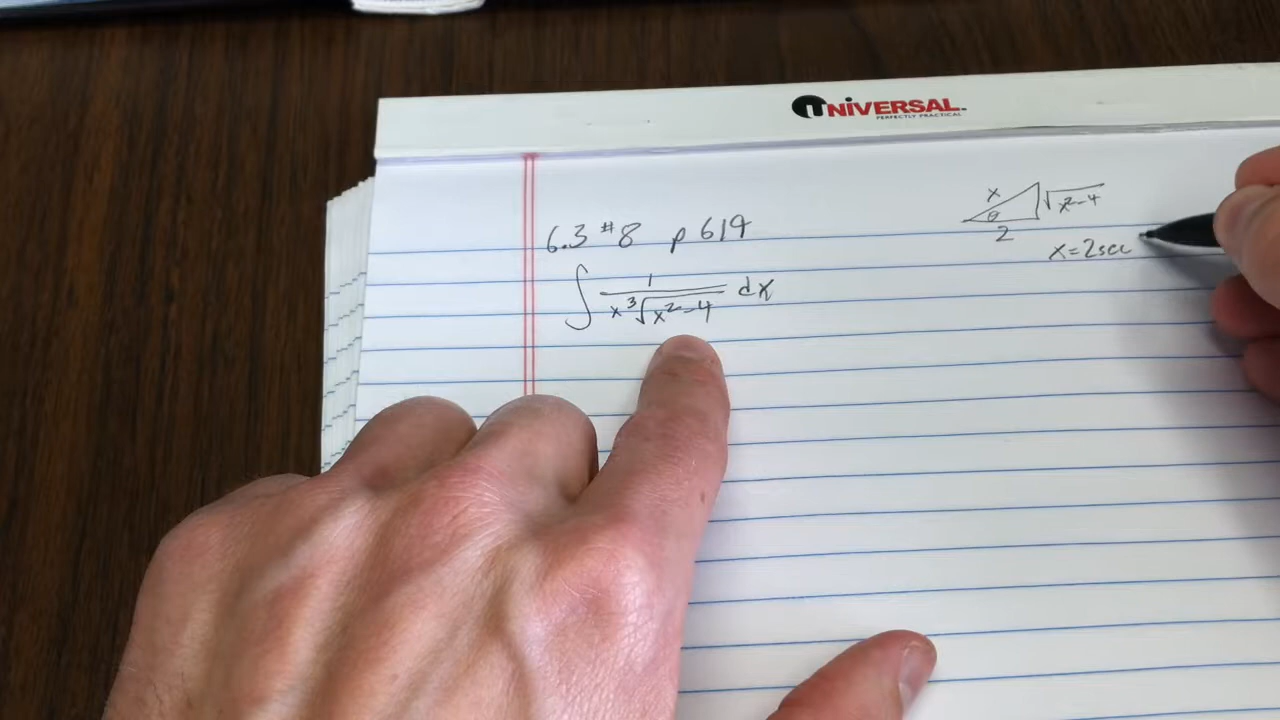 UNIVERSAL
PERFECTLY PRACTICAL
6.3 #8 p 619
∫ 1/(x³√(x²-4)) dx
x
√(x²-4)
θ
2
x=2sec